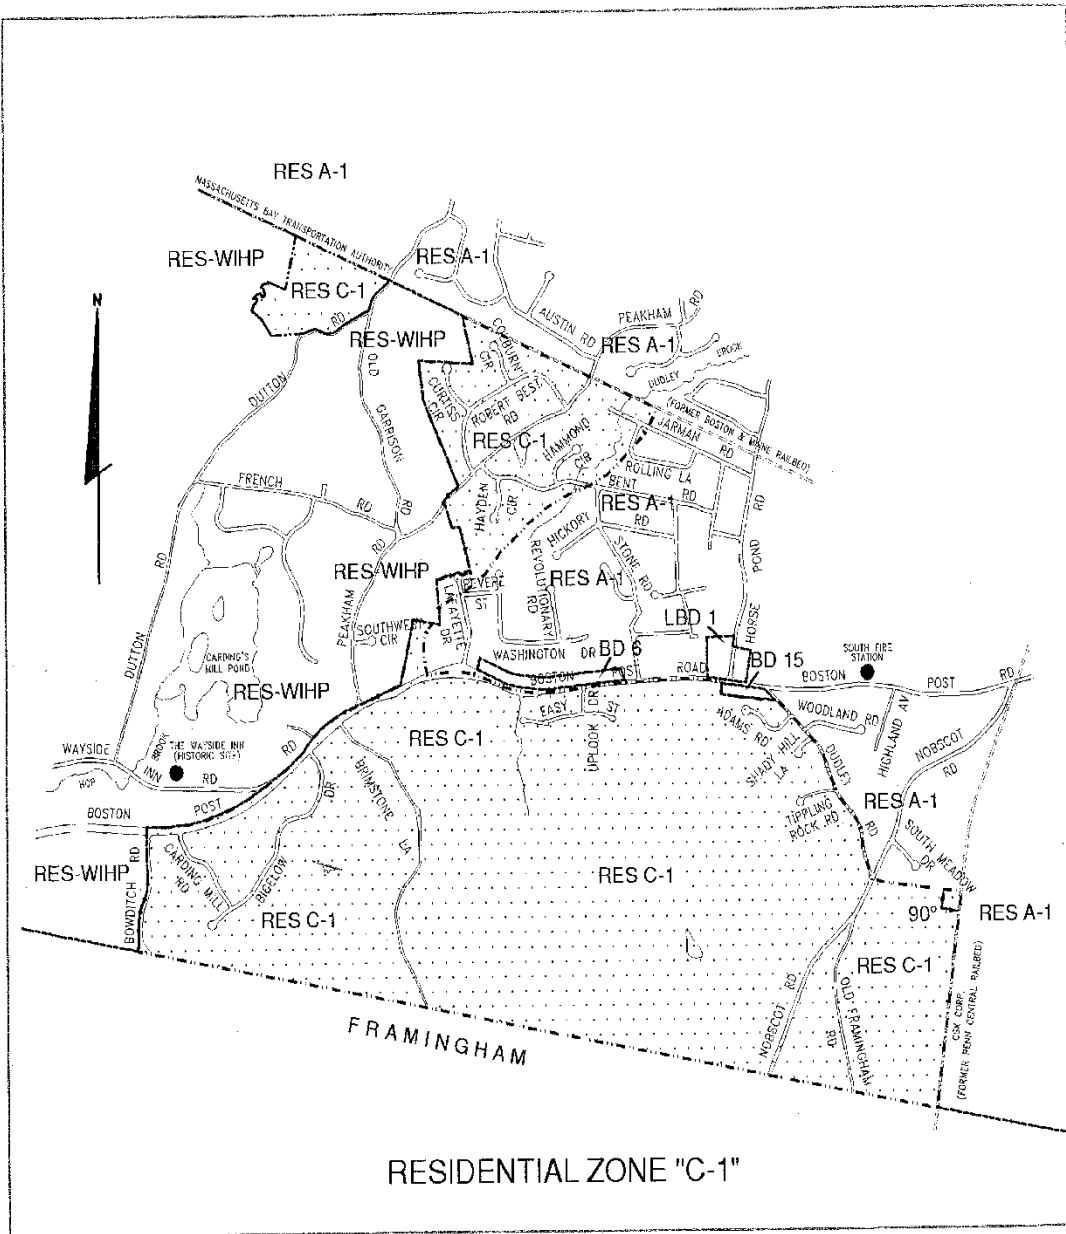 RES A-1
MASSACHUSETTS BAY TRANSPORTATION AUTHORITY
RES-WIHP
RES A-1
RES C-1
RD
RES-WIHP
N
AUSTIN RD
PEAKHAM
RD
RES A-1
COLBURN
CIR
DUDLEY
BROOK
OLD
GARRISON
RD
DUTTON
RD
CURTISS
CIR
ROBERT BEST
RD
(FORMER BOSTON & MAINE RAILBED)
JARMAN
RD
RES C-1
HAMMOND
CIR
ROLLING LA
BENT
RD
FRENCH
RD
RES A-1
HAYDEN
CIR
HICKORY
RD
REVOLUTIONARY
RD
STONE RD
HORSE
POND
RD
RD
RES-WIHP
REVERE
ST
RES A-1
LAFAYETTE
DR
PEAKHAM
SOUTHWEST
CIR
LBD 1
DUTTON
WASHINGTON DR
BD 6
SOUTH FIRE
STATION
CARDING'S
MILL POND
BD 15
BOSTON
POST
ROAD
BOSTON
POST
RD
RES-WIHP
EASY
ST
UPLOOK DR
ADAMS RD
WOODLAND RD
HIGHLAND AV
NOBSCOT
RD
WAYSIDE
INN
RD
THE WAYSIDE INN
(HISTORIC SITE)
RD
RES C-1
SHADY HILL
LA
DUDLEY
RD
HOP
BROOK
BOSTON
POST
BRIMSTONE
LA
DR
BIGELOW
TIPPLING
ROCK RD
RES A-1
SOUTH MEADOW
DR
RES-WIHP
BOWDITCH
RD
CARDING MILL
RD
RES C-1
RES C-1
90°
RES A-1
RES C-1
NOBSCOT
RD
OLD FRAMINGHAM
RD
CSX CORP.
(FORMER PENN CENTRAL RAILBED)
FRAMINGHAM
RESIDENTIAL ZONE "C-1"